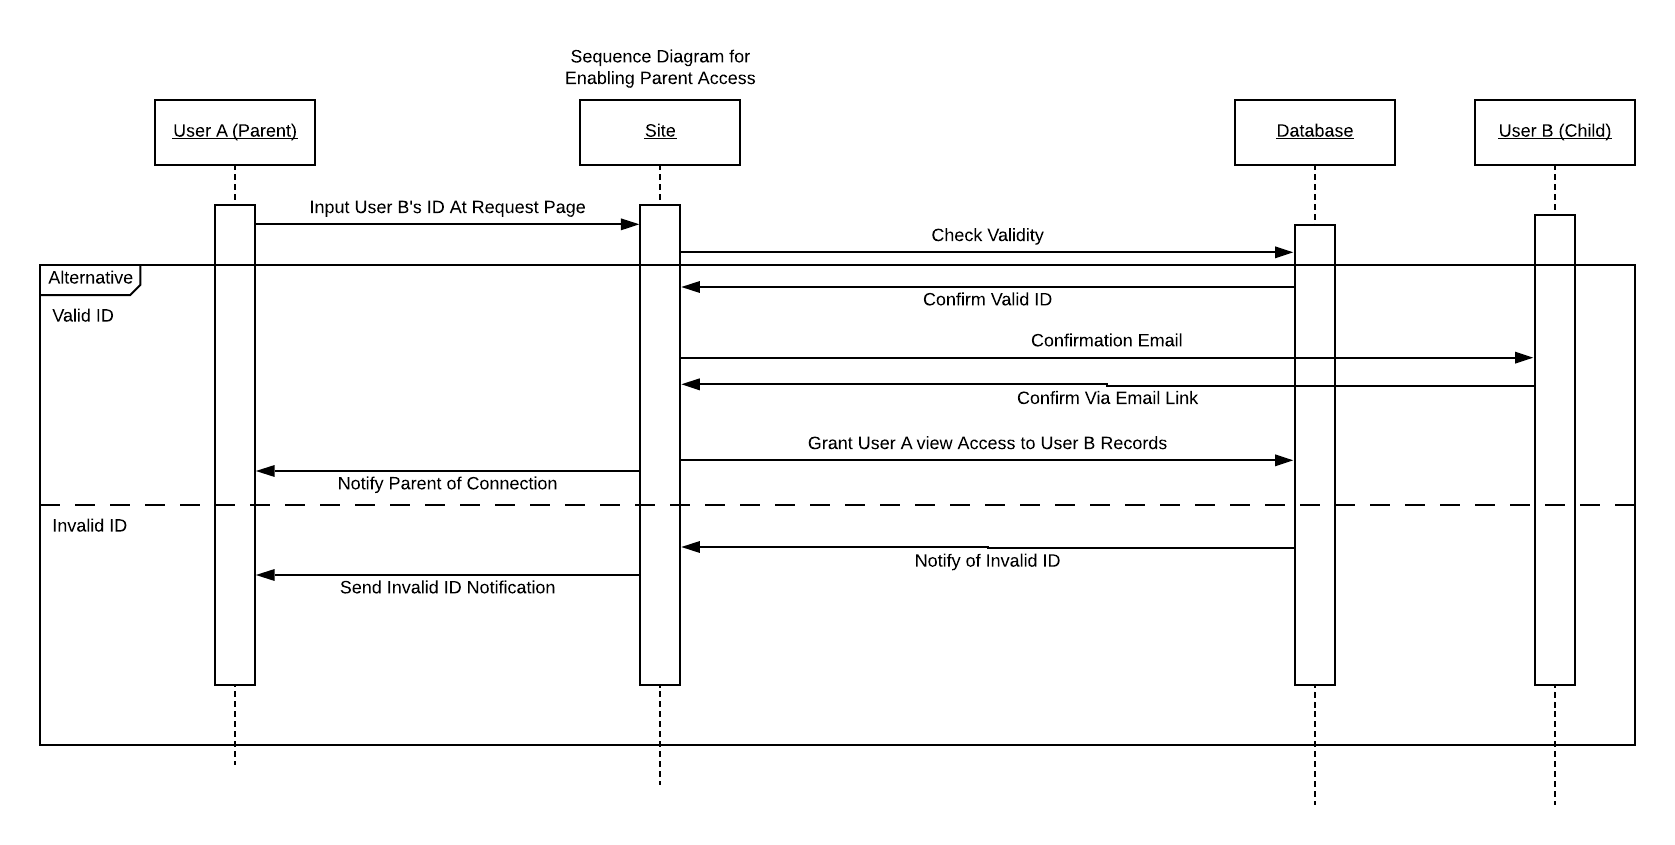 Sequence Diagram for
Enabling Parent Access
User A (Parent)
Site
Database
User B (Child)
Input User B's ID At Request Page
Check Validity
Alternative
Confirm Valid ID
Valid ID
Confirmation Email
Confirm Via Email Link
Grant User A view Access to User B Records
Notify Parent of Connection
Invalid ID
Notify of Invalid ID
Send Invalid ID Notification